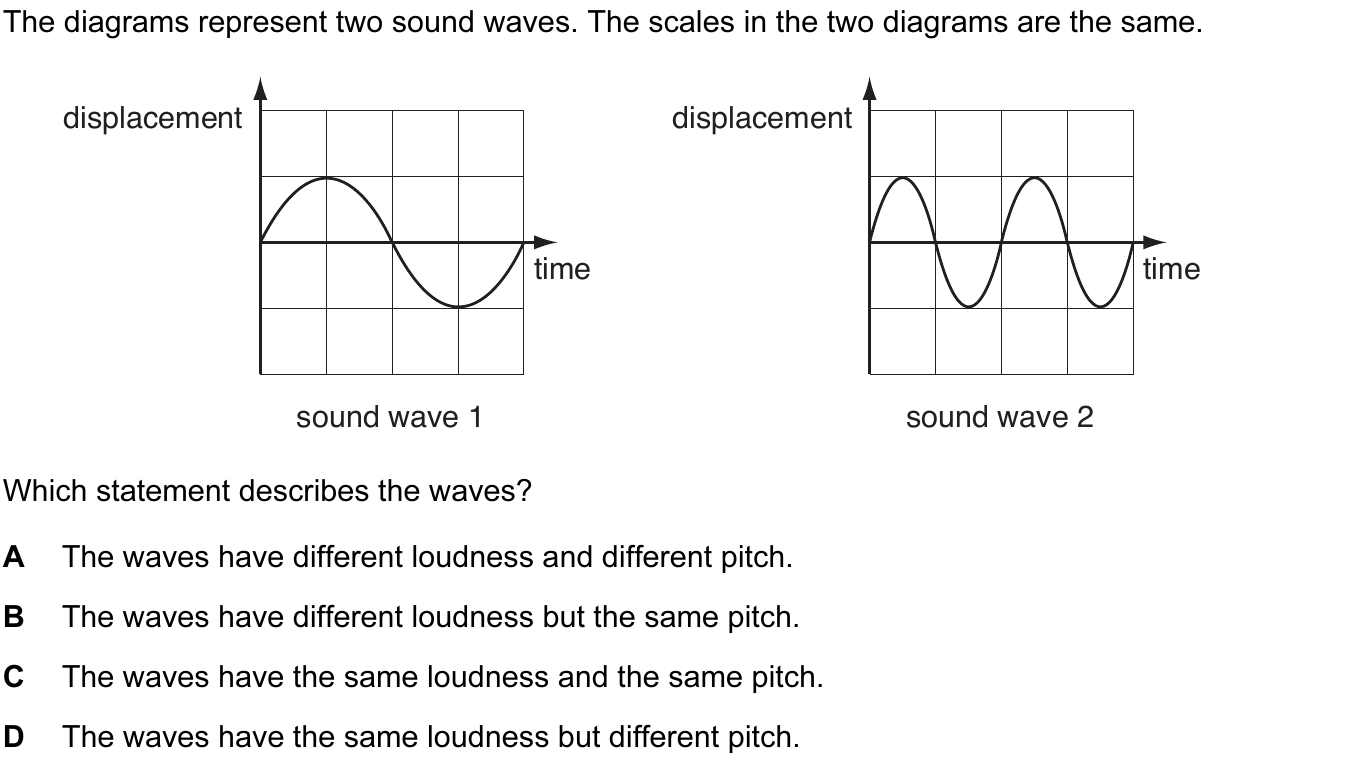 The diagrams represent two sound waves. The scales in the two diagrams are the same.
displacement
time
sound wave 1
displacement
time
sound wave 2
Which statement describes the waves?
A The waves have different loudness and different pitch.
B The waves have different loudness but the same pitch.
C The waves have the same loudness and the same pitch.
D The waves have the same loudness but different pitch.